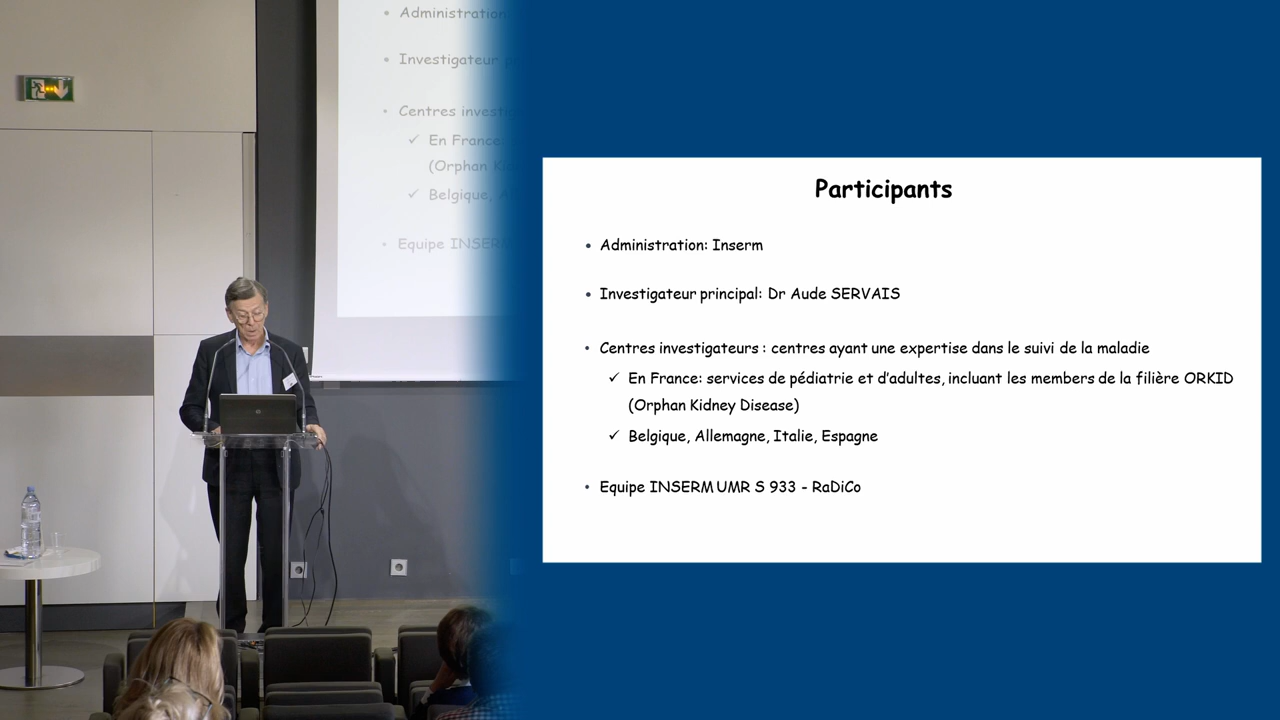 Administration
Investigateur
Centres
En France
(Orphan
Belgique,
Equipe INSERM
Participants
• Administration: Inserm
• Investigateur principal: Dr Aude SERVAIS
• Centres investigateurs : centres ayant une expertise dans le suivi de la maladie
✓ En France: services de pédiatrie et d’adultes, incluant les members de la filière ORKID
(Orphan Kidney Disease)
✓ Belgique, Allemagne, Italie, Espagne
• Equipe INSERM UMR S 933 - RaDiCo